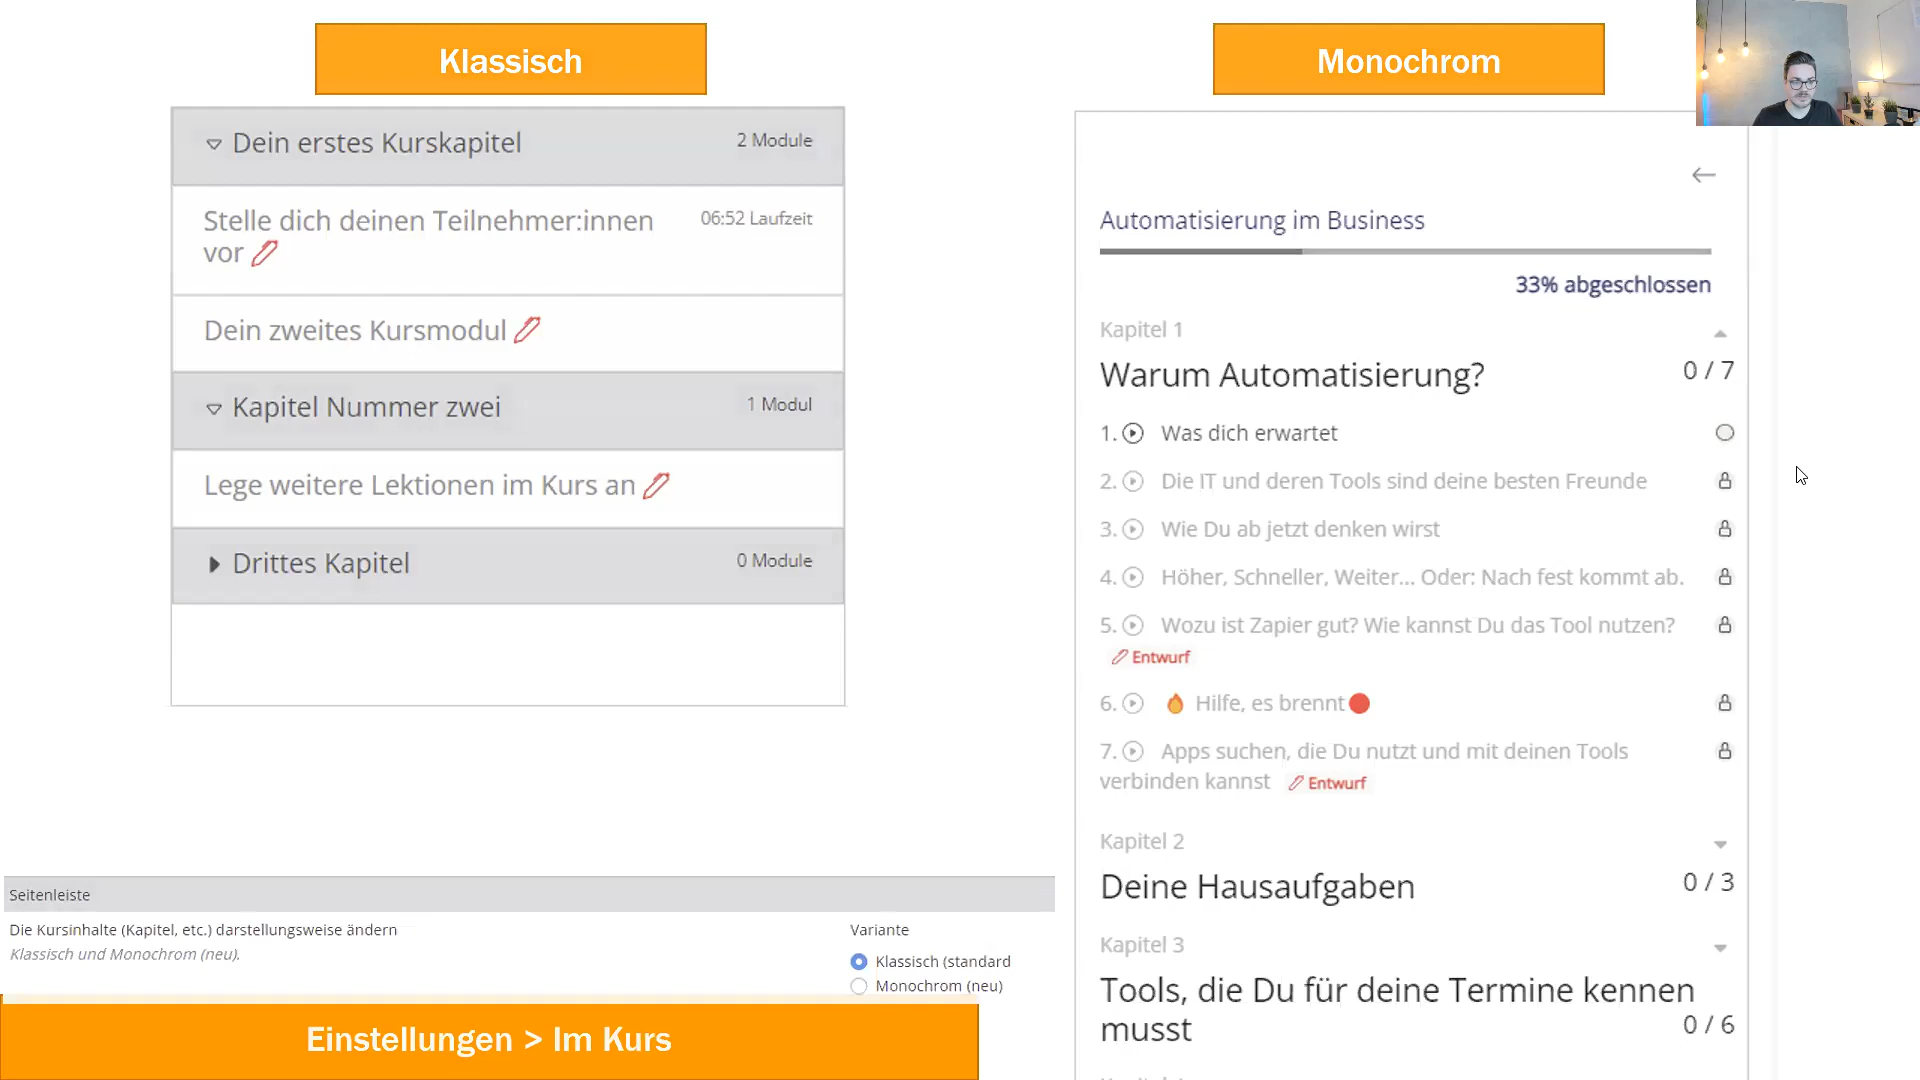 Klassisch
Dein erstes Kurskapitel 2 Module
Stelle dich deinen Teilnehmer:innen 06:52 Laufzeit
vor
Dein zweites Kursmodul
Kapitel Nummer zwei 1 Modul
Lege weitere Lektionen im Kurs an
Drittes Kapitel 0 Module
Seitenleiste
Die Kursinhalte (Kapitel, etc.) darstellungsweise ändern
Klassisch und Monochrom (neu).
Variante
Klassisch (standard
Monochrom (neu)
Einstellungen > Im Kurs
Monochrom
Automatisierung im Business
33% abgeschlossen
Kapitel 1
Warum Automatisierung? 0 / 7
1. Was dich erwartet
2. Die IT und deren Tools sind deine besten Freunde
3. Wie Du ab jetzt denken wirst
4. Höher, Schneller, Weiter... Oder: Nach fest kommt ab.
5. Wozu ist Zapier gut? Wie kannst Du das Tool nutzen?
Entwurf
6. 🔥 Hilfe, es brennt🔴
7. Apps suchen, die Du nutzt und mit deinen Tools
verbinden kannst Entwurf
Kapitel 2
Deine Hausaufgaben 0 / 3
Kapitel 3
Tools, die Du für deine Termine kennen
musst 0 / 6